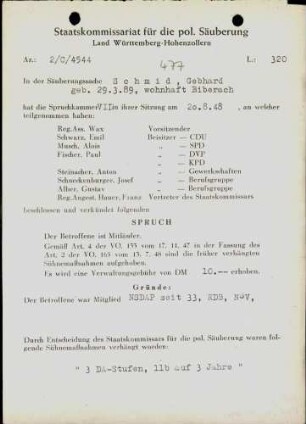 Staatskommissariat für die pol. Säuberung
Land Württemberg-Hohenzollern
Nr.: 2/C/4544
477
L.: 320
In der Säuberungssache S c h m i d , Gebhard
geb. 29.3.89, wohnhaft Biberach
hat die Spruchkammer VII in ihrer Sitzung am 20.8.48 , an welcher
teilgenommen haben:
Reg.Ass. Wax Vorsitzender
Schwarz, Emil Beisitzer — CDU
Musch, Alois „ — SPD
Fischer, Paul „ — DVP
„ — KPD
Steinacher, Anton „ — Gewerkschaften
Schneckenburger, Josef „ — Berufsgruppe
Alber, Gustav „ — Berufsgruppe
Reg.Angest. Hauer, Franz Vertreter des Staatskommissars
beschlossen und verkündet folgenden
SPRUCH
Der Betroffene ist Mitläufer.
Gemäß Art. 4 der VO. 133 vom 17. 11. 47 in der Fassung des
Art. 2 der VO. 165 vom 13. 7. 48 sind die früher verhängten
Sühnemaßnahmen aufgehoben.
Es wird eine Verwaltungsgebühr von DM 10.-- erhoben.
Gründe:
Der Betroffene war Mitglied NSDAP seit 33, RDB, NSV,
Durch Entscheidung des Staatskommissars für die pol. Säuberung waren fol-
gende Sühnemaßnahmen verhängt worden:
" 3 DA-Stufen, 11b auf 3 Jahre "